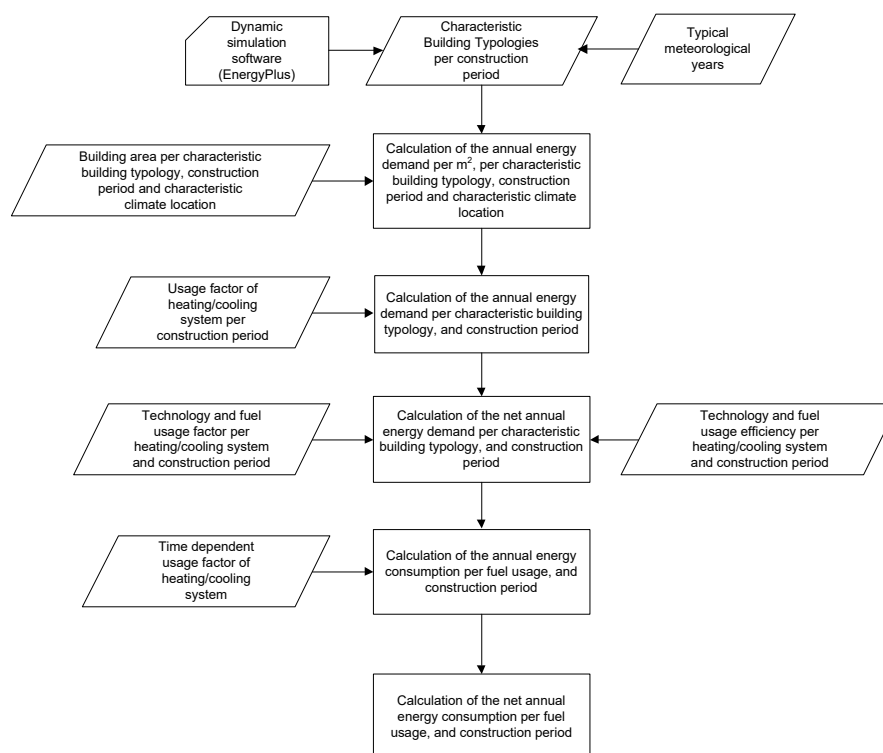 Dynamic
simulation
software
(EnergyPlus)
Characteristic
Building Typologies
per construction
period
Typical
meteorological
years
Building area per characteristic
building typology, construction
period and characteristic
climate location
Calculation of the annual energy
demand per m², per characteristic
building typology, construction
period and characteristic climate
location
Usage factor of
heating/cooling
system per
construction period
Calculation of the annual energy
demand per characteristic building
typology, and construction period
Technology and fuel
usage factor per
heating/cooling system
and construction period
Calculation of the net annual
energy demand per characteristic
building typology, and construction
period
Technology and fuel
usage efficiency per
heating/cooling system
and construction period
Time dependent
usage factor of
heating/cooling
system
Calculation of the annual energy
consumption per fuel usage, and
construction period
Calculation of the net annual
energy consumption per fuel
usage, and construction period